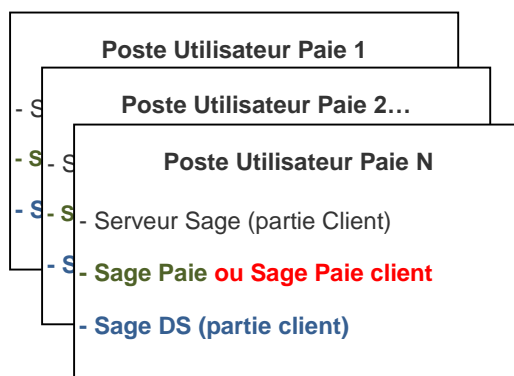 Poste Utilisateur Paie 1
- S
- S
- S
Poste Utilisateur Paie 2…
- S
- S
- S
Poste Utilisateur Paie N
- Serveur Sage (partie Client)
- Sage Paie ou Sage Paie client
- Sage DS (partie client)